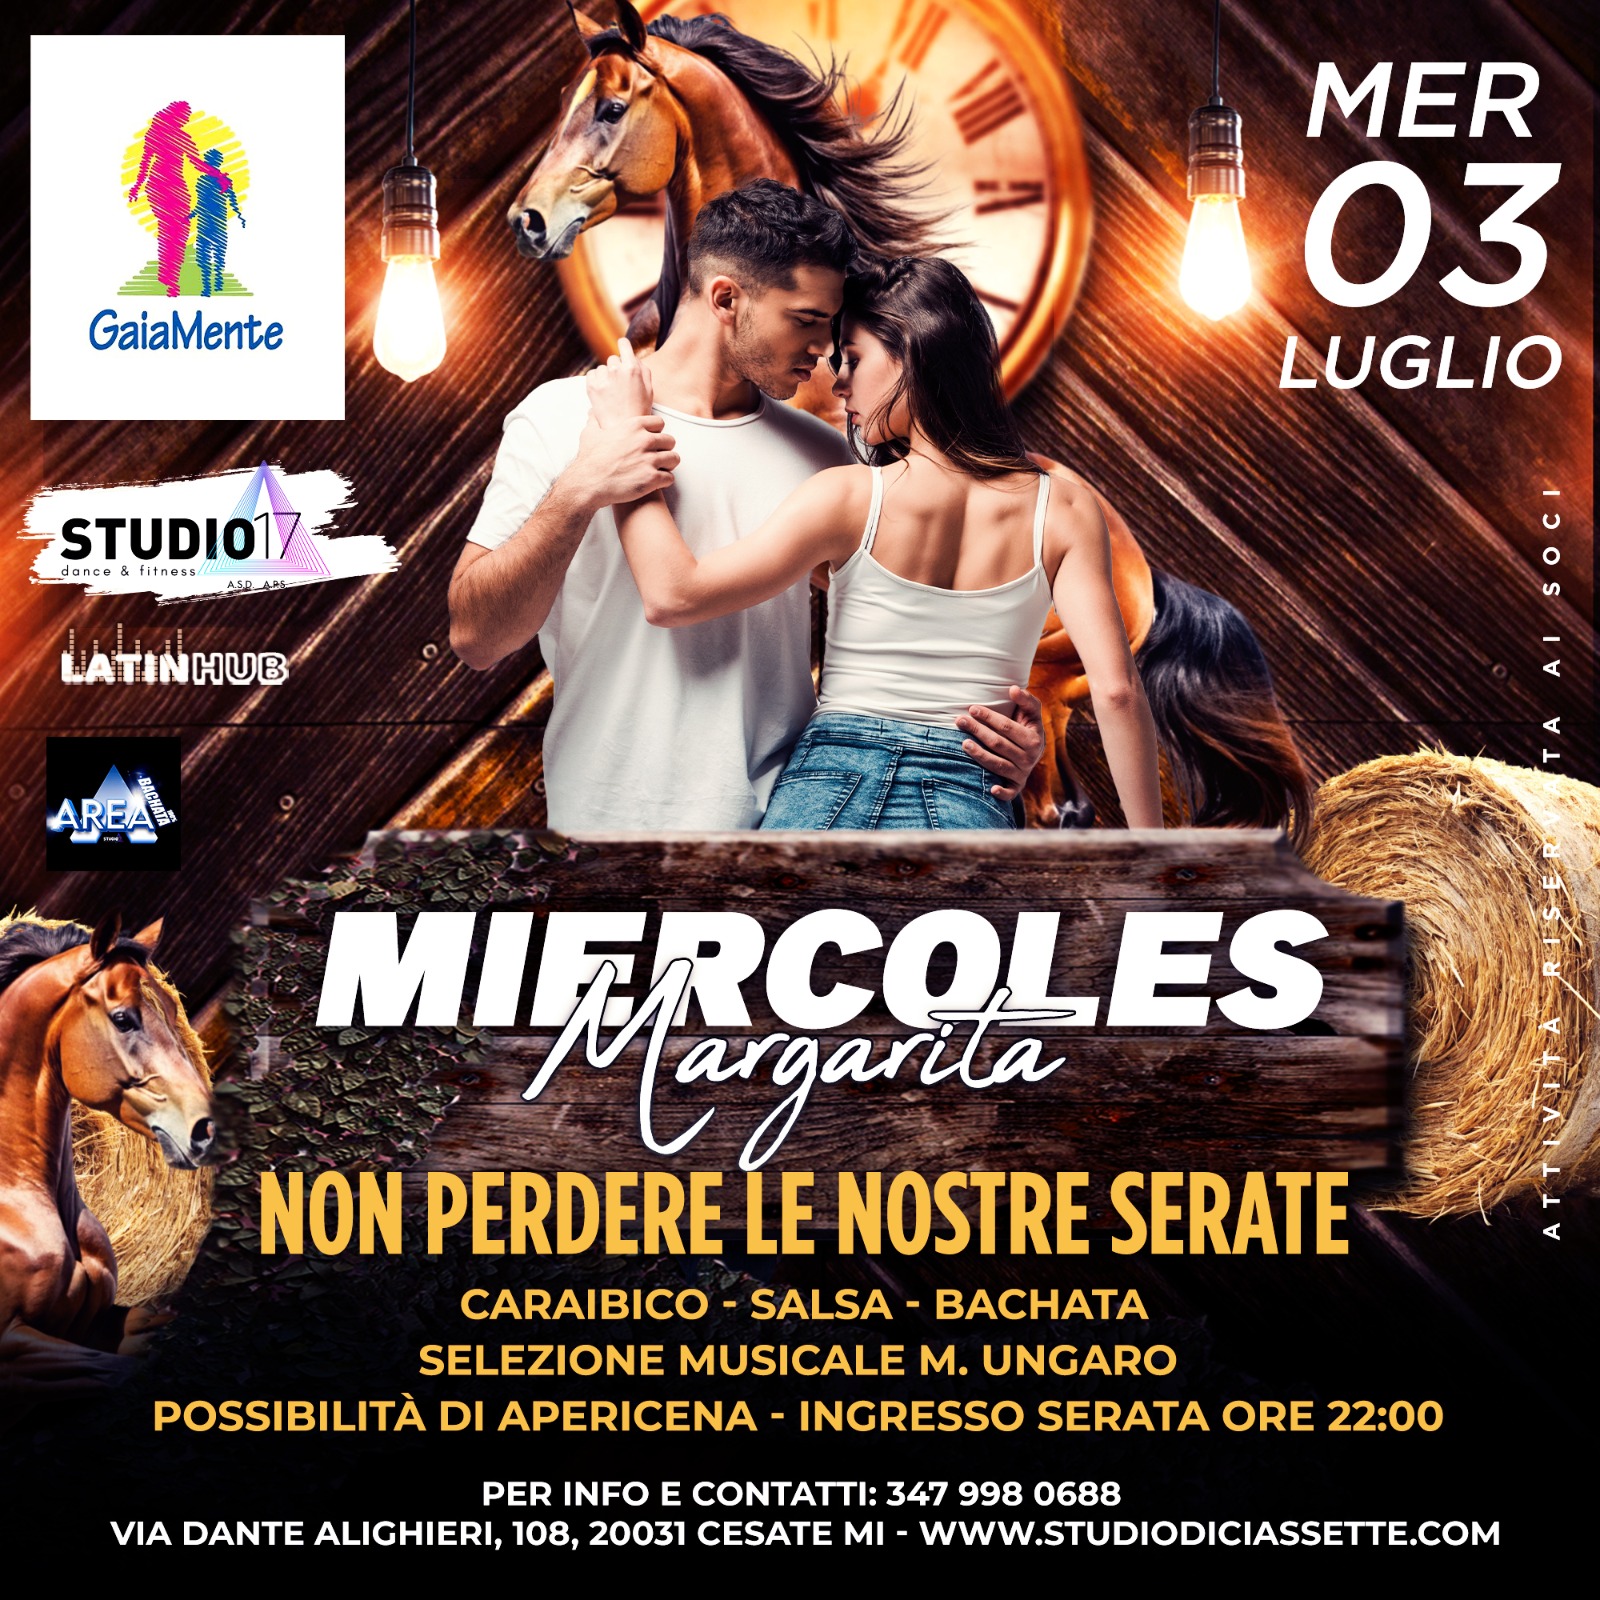 GaiaMente
MER
03
LUGLIO
STUDIO17
dance & fitness
A.S.D. A.P.S.
LATINHUB
AREA
BACHATA
STUDIO
ATTIVITÀ RISERVATA AI SOCI
MIERCOLES
Margarita
NON PERDERE LE NOSTRE SERATE
CARAIBICO - SALSA - BACHATA
SELEZIONE MUSICALE M. UNGARO
POSSIBILITÀ DI APERICENA - INGRESSO SERATA ORE 22:00
PER INFO E CONTATTI: 347 998 0688
VIA DANTE ALIGHIERI, 108, 20031 CESATE MI - WWW.STUDIODICIASSETTE.COM